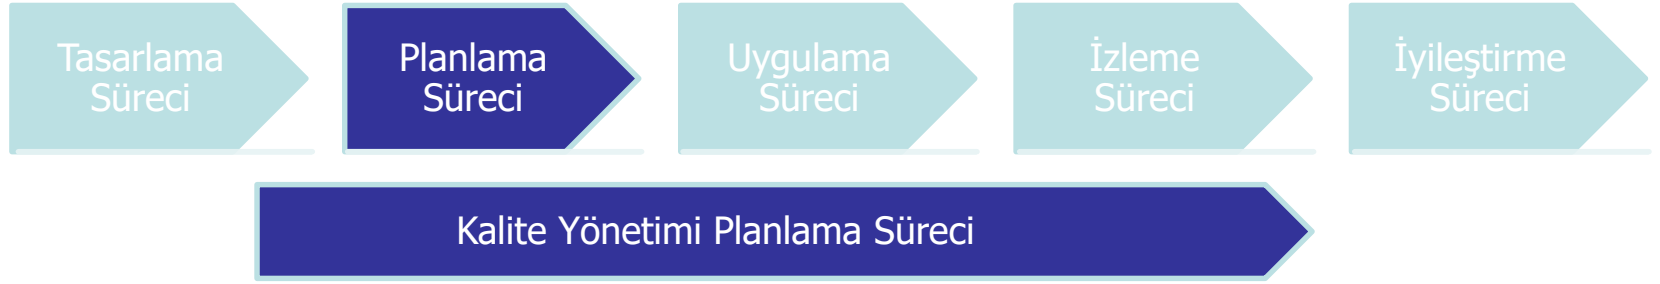 Tasarlama
Süreci
Planlama
Süreci
Uygulama
Süreci
İzleme
Süreci
İyileştirme
Süreci
Kalite Yönetimi Planlama Süreci